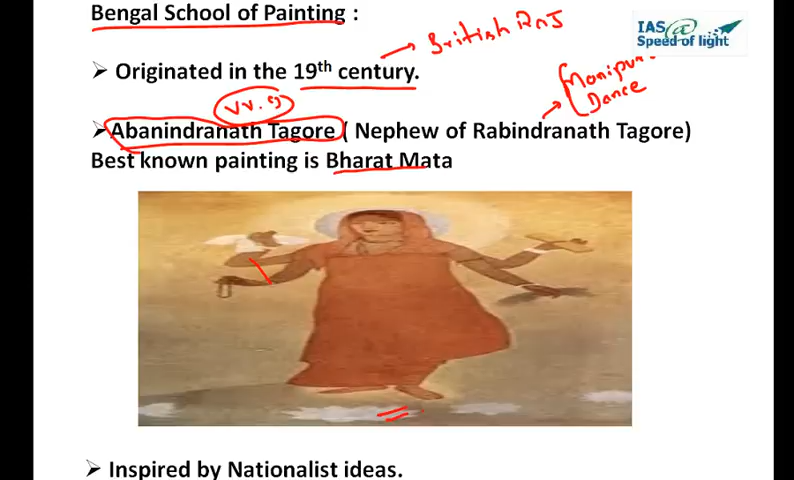 Bengal School of Painting :
British Raj
IAS@
Speed of light
➢ Originated in the 19th century.
Manipuri
Dance
vv.g
➢ Abanindranath Tagore ( Nephew of Rabindranath Tagore)
Best known painting is Bharat Mata
➢ Inspired by Nationalist ideas.